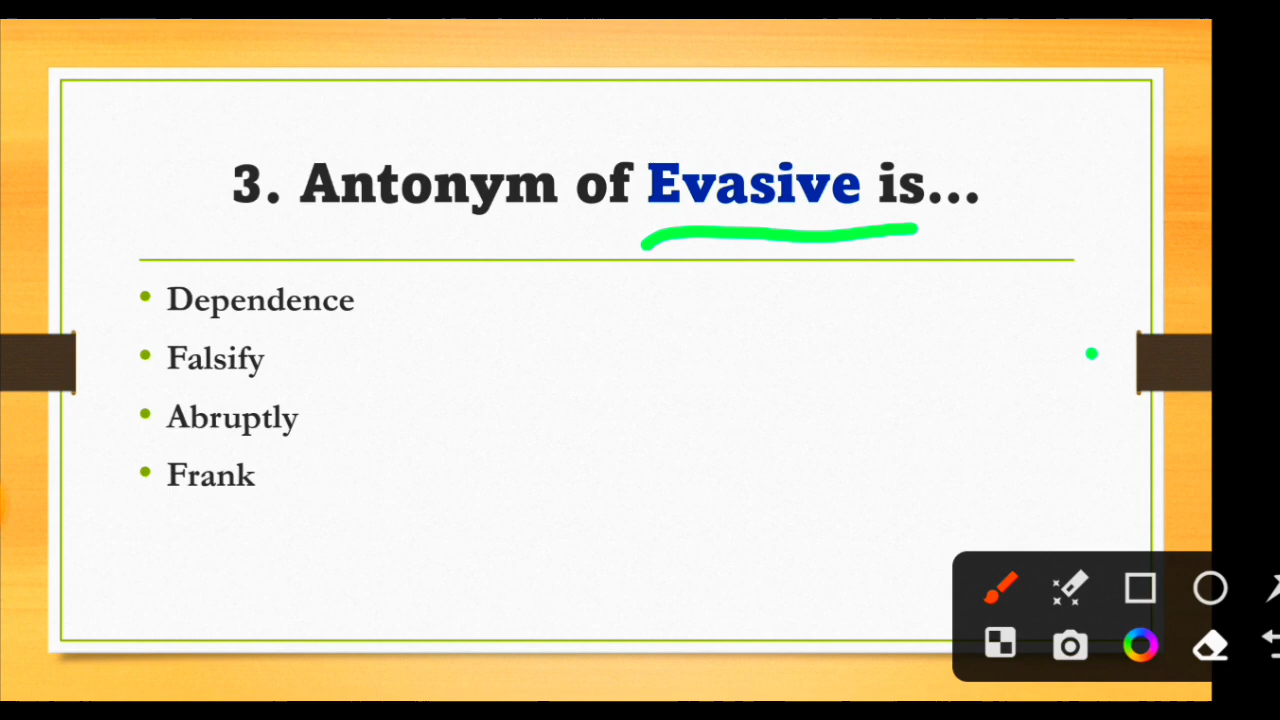 3. Antonym of Evasive is...
Dependence
Falsify
Abruptly
Frank